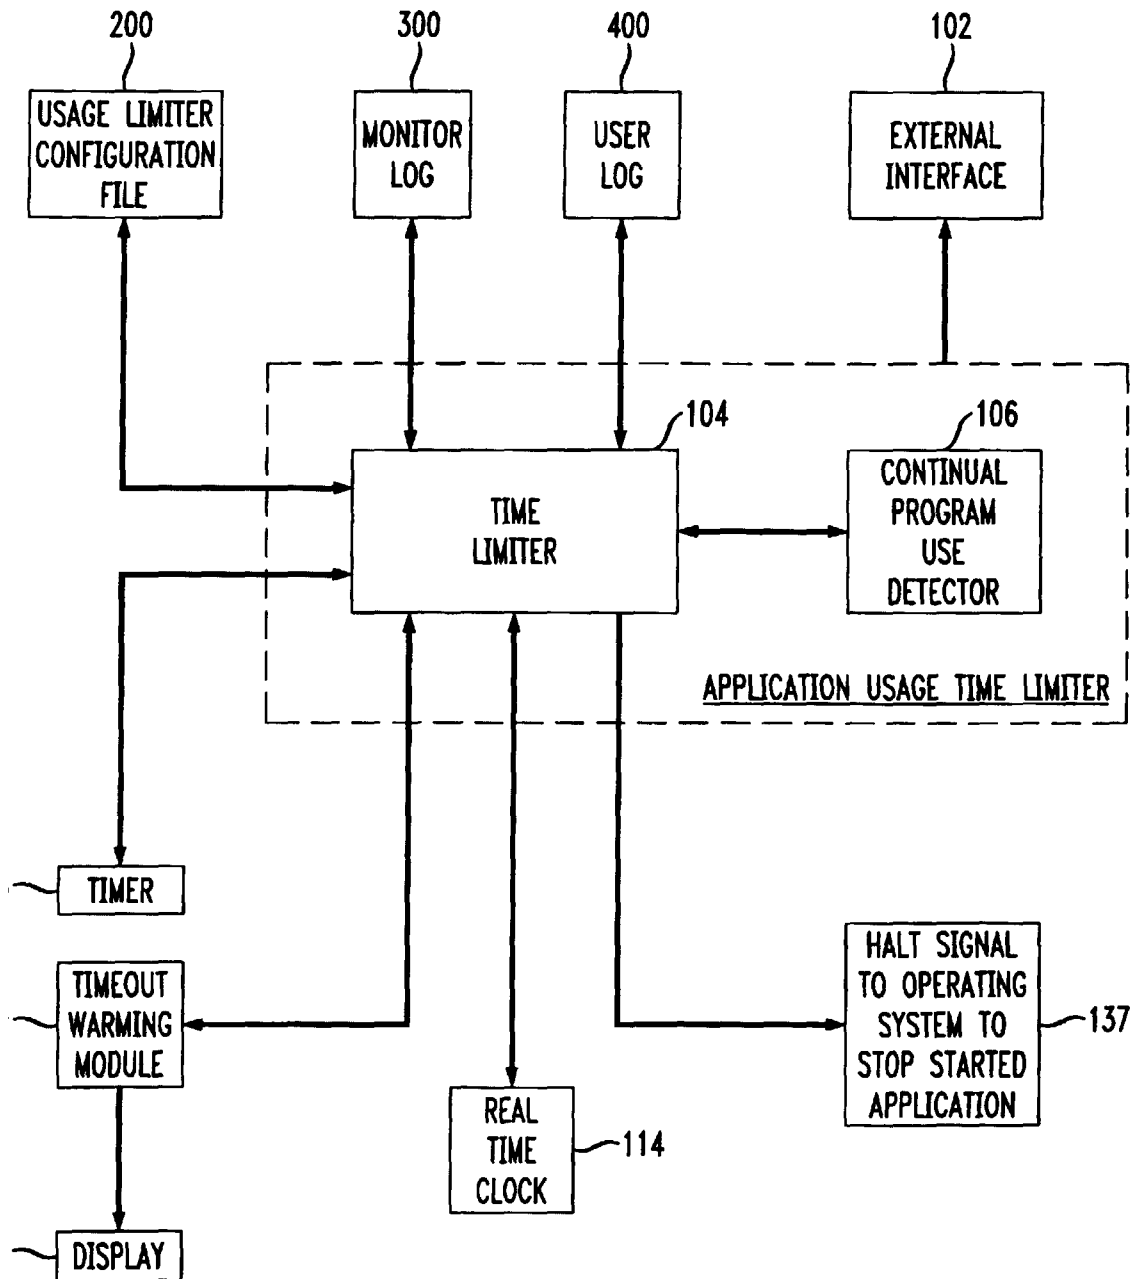 200
300
400
102
USAGE LIMITER
CONFIGURATION
FILE
MONITOR
LOG
USER
LOG
EXTERNAL
INTERFACE
104
106
TIME
LIMITER
CONTINUAL
PROGRAM
USE
DETECTOR
APPLICATION USAGE TIME LIMITER
TIMER
TIMEOUT
WARMING
MODULE
HALT SIGNAL
TO OPERATING
SYSTEM TO
STOP STARTED
APPLICATION
137
REAL
TIME
CLOCK
114
DISPLAY